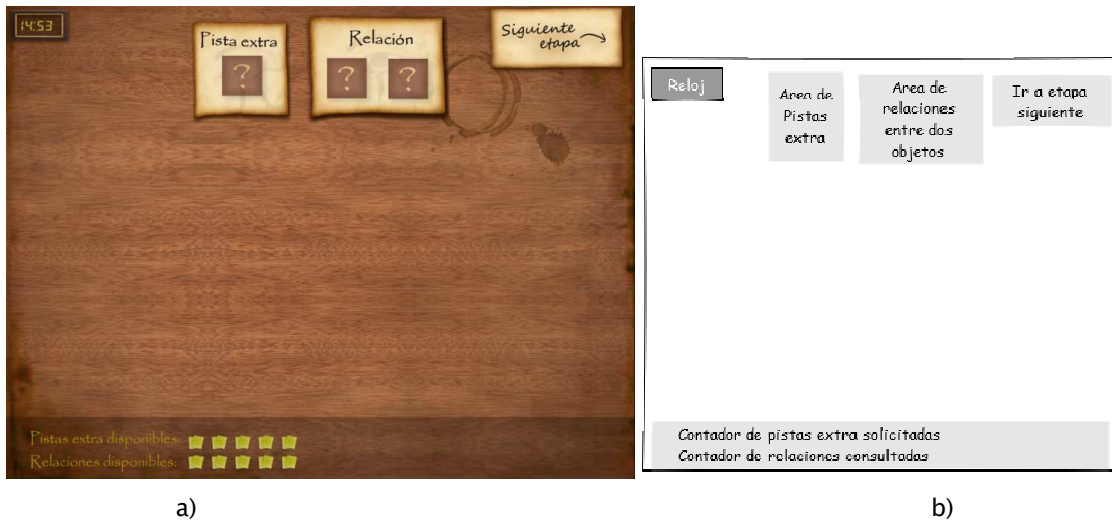 14:53
Pista extra
?
Relación
? ?
Siguiente
etapa
Pistas extra disponibles:
Relaciones disponibles:
a)
Reloj
Area de
Pistas
extra
Area de
relaciones
entre dos
objetos
Ir a etapa
siguiente
Contador de pistas extra solicitadas
Contador de relaciones consultadas
b)